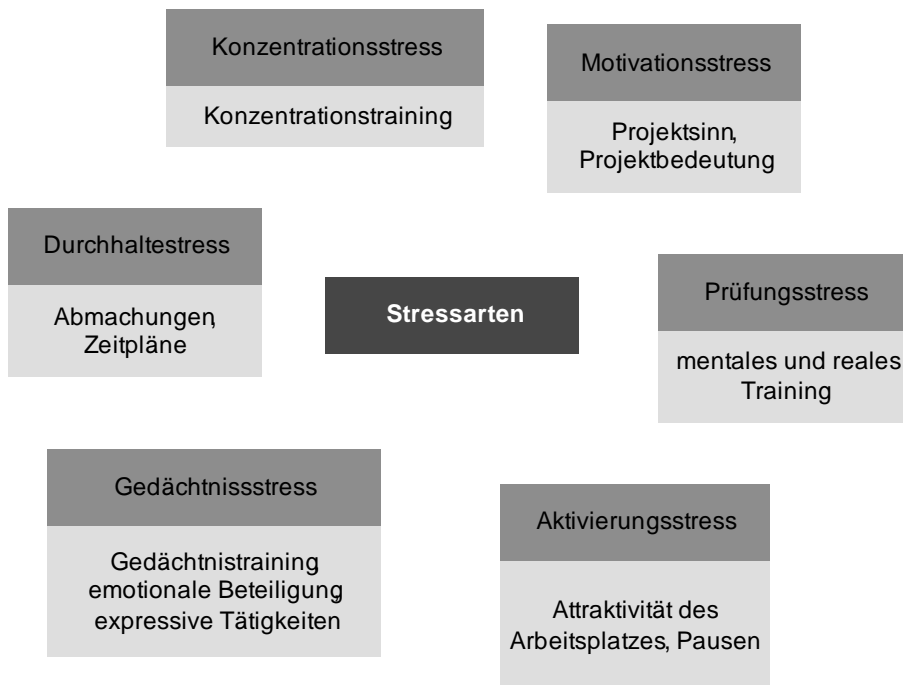 Konzentrationsstress
Konzentrationstraining
Motivationsstress
Projektsinn,
Projektbedeutung
Durchhaltestress
Abmachungen,
Zeitpläne
Stressarten
Prüfungsstress
mentales und reales
Training
Gedächtnissstress
Gedächtnistraining,
emotionale Beteiligung,
expressive Tätigkeiten
Aktivierungsstress
Attraktivität des
Arbeitsplatzes, Pausen